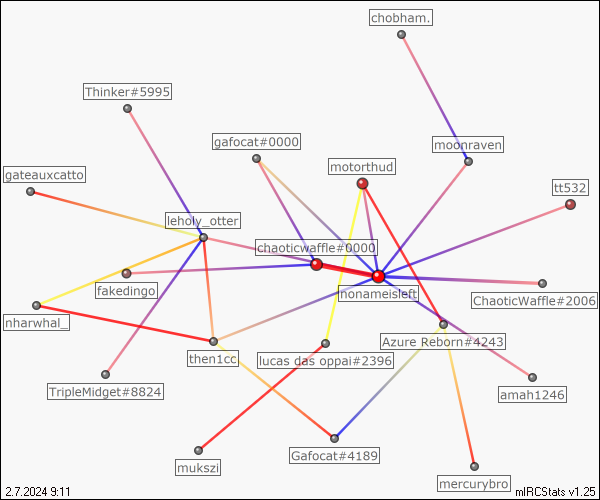 chobham.
Thinker#5995
gafocat#0000
moonraven
motorthud
gateauxcatto
tt532
leholy_otter
chaoticwaffle#0000
fakedingo
nonameisleft
ChaoticWaffle#2006
nharwhal_
then1cc
lucas das oppai#2396
Azure Reborn#4243
TripleMidget#8824
amah1246
mukszi
Gafocat#4189
mercurybro
2.7.2024 9:11
mIRCStats v1.25